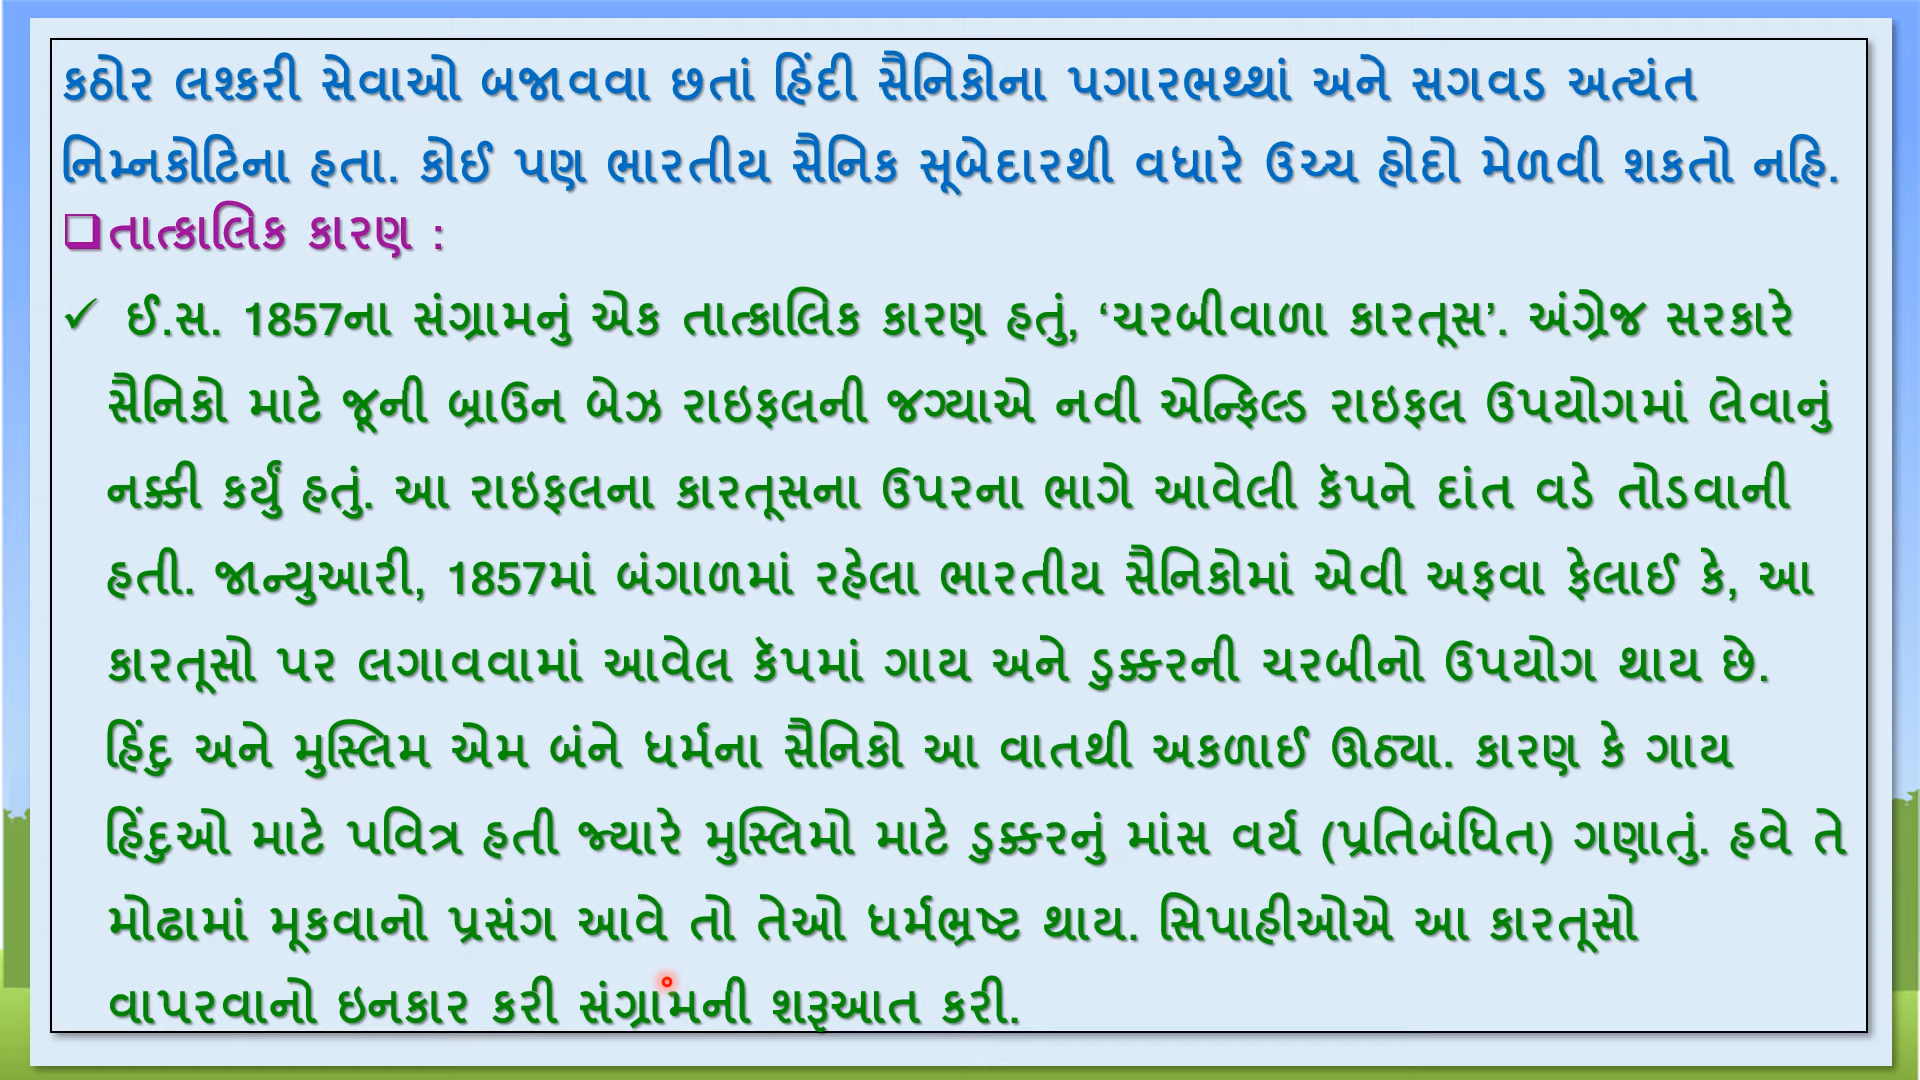 કઠોર લશ્કરી સેવાઓ બજાવવા છતાં હિંદી સૈનિકોના પગારભથ્થાં અને સગવડ અત્યંત
નિમ્નકોટિના હતા. કોઈ પણ ભારતીય સૈનિક સૂબેદારથી વધારે ઉચ્ચ હોદો મેળવી શકતો નહિ.
❑તાત્કાલિક કારણ :
✓ ઈ.સ. 1857ના સંગ્રામનું એક તાત્કાલિક કારણ હતું, ‘ચરબીવાળા કારતૂસ’. અંગ્રેજ સરકારે
સૈનિકો માટે જૂની બ્રાઉન બેઝ રાઇફલની જગ્યાએ નવી એન્ફિલ્ડ રાઇફલ ઉપયોગમાં લેવાનું
નક્કી કર્યું હતું. આ રાઇફલના કારતૂસના ઉપરના ભાગે આવેલી કૅપને દાંત વડે તોડવાની
હતી. જાન્યુઆરી, 1857માં બંગાળમાં રહેલા ભારતીય સૈનિકોમાં એવી અફવા ફેલાઈ કે, આ
કારતૂસો પર લગાવવામાં આવેલ કૅપમાં ગાય અને ડુક્કરની ચરબીનો ઉપયોગ થાય છે.
હિંદુ અને મુસ્લિમ એમ બંને ધર્મના સૈનિકો આ વાતથી અકળાઈ ઊઠ્યા. કારણ કે ગાય
હિંદુઓ માટે પવિત્ર હતી જ્યારે મુસ્લિમો માટે ડુક્કરનું માંસ વર્ય (પ્રતિબંધિત) ગણાતું. હવે તે
મોઢામાં મૂકવાનો પ્રસંગ આવે તો તેઓ ધર્મભ્રષ્ટ થાય. સિપાહીઓએ આ કારતૂસો
વાપરવાનો ઇનકાર કરી સંગ્રામની શરૂઆત કરી.